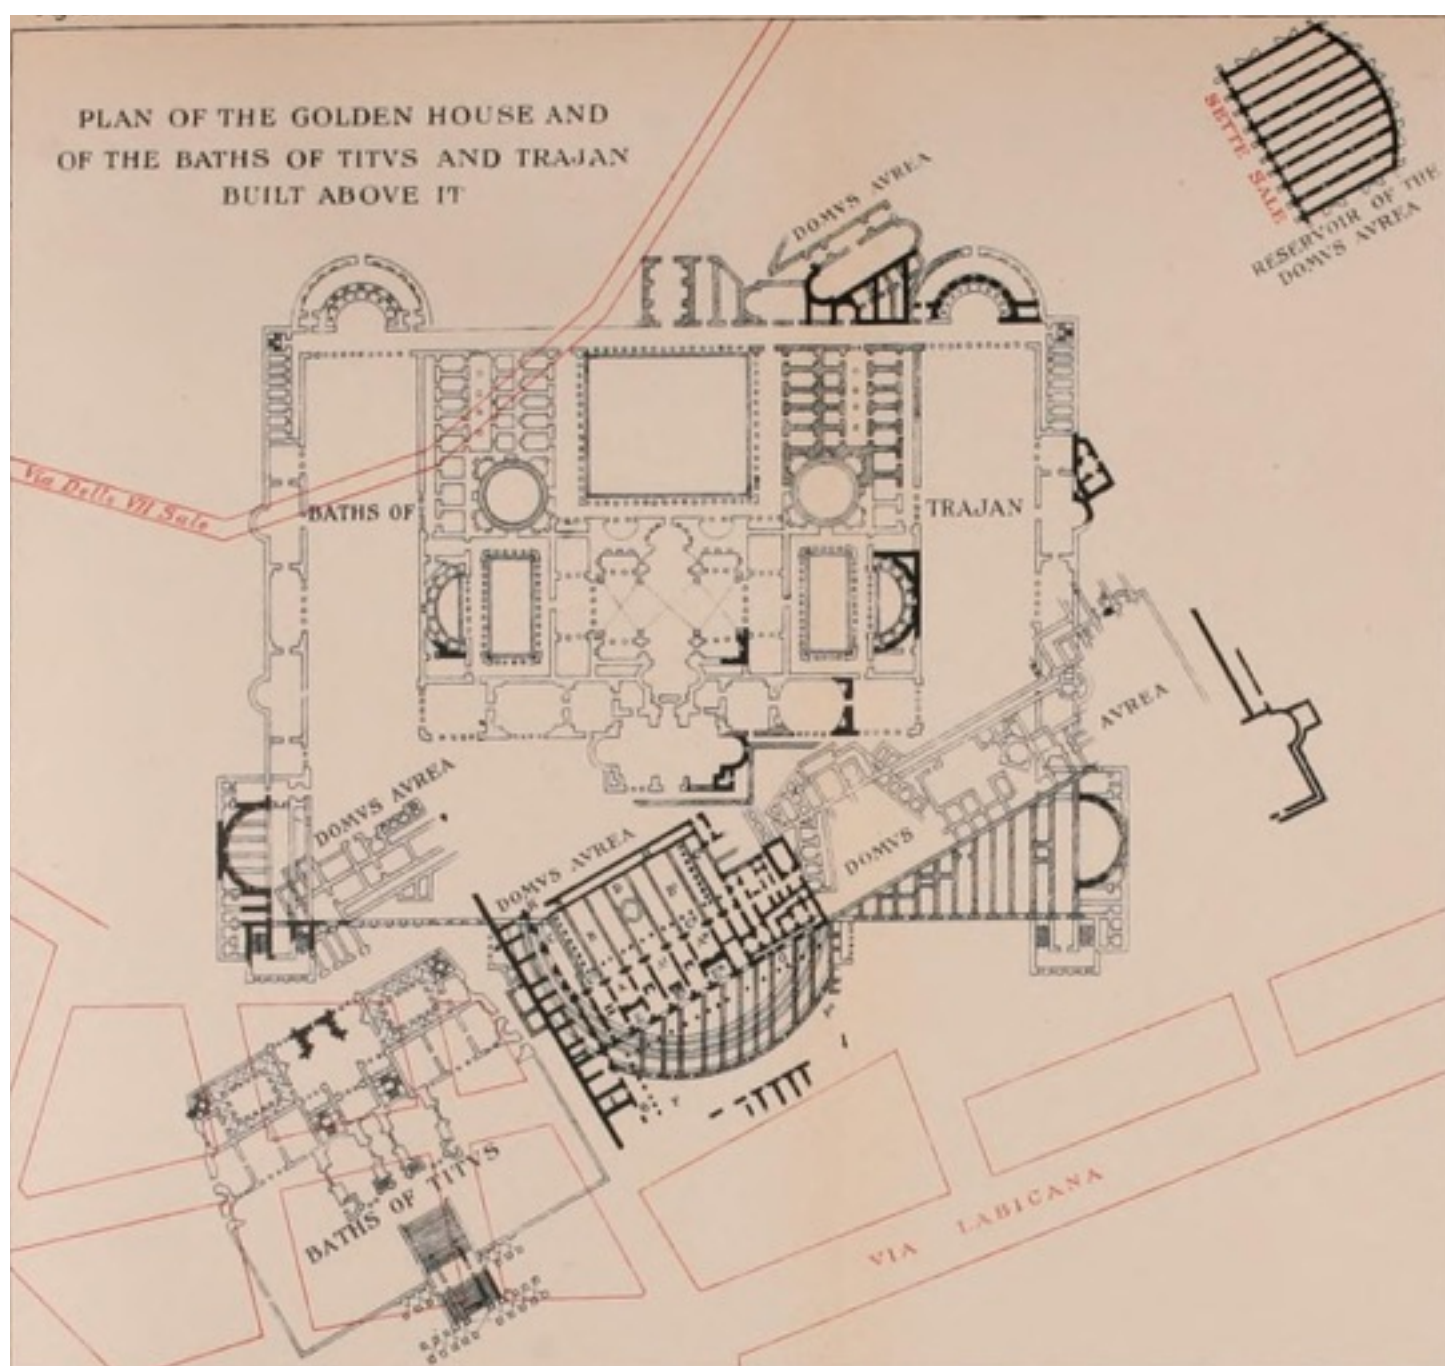 PLAN OF THE GOLDEN HOUSE AND
OF THE BATHS OF TITVS AND TRAJAN
BUILT ABOVE IT
DOMVS AVREA
SETTE SALE
RESERVOIR OF THE
DOMVS AVREA
Via Delle VII Sale
BATHS OF TRAJAN
DOMVS AVREA
DOMVS AVREA
DOMVS AVREA
BATHS OF TITVS
VIA LABICANA